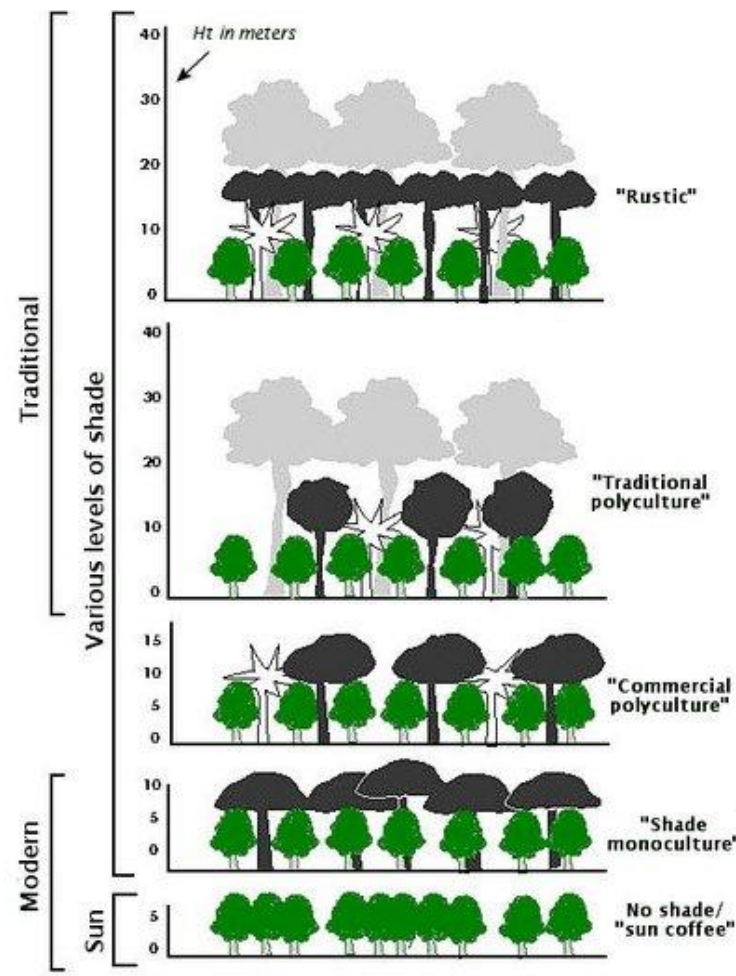 Traditional
Modern
Various levels of shade
Sun
Ht in meters
40
30
20
10
0
"Rustic"
40
30
20
10
0
"Traditional
polyculture"
15
10
5
0
"Commercial
polyculture"
10
5
0
"Shade
monoculture"
5
0
No shade/
"sun coffee"